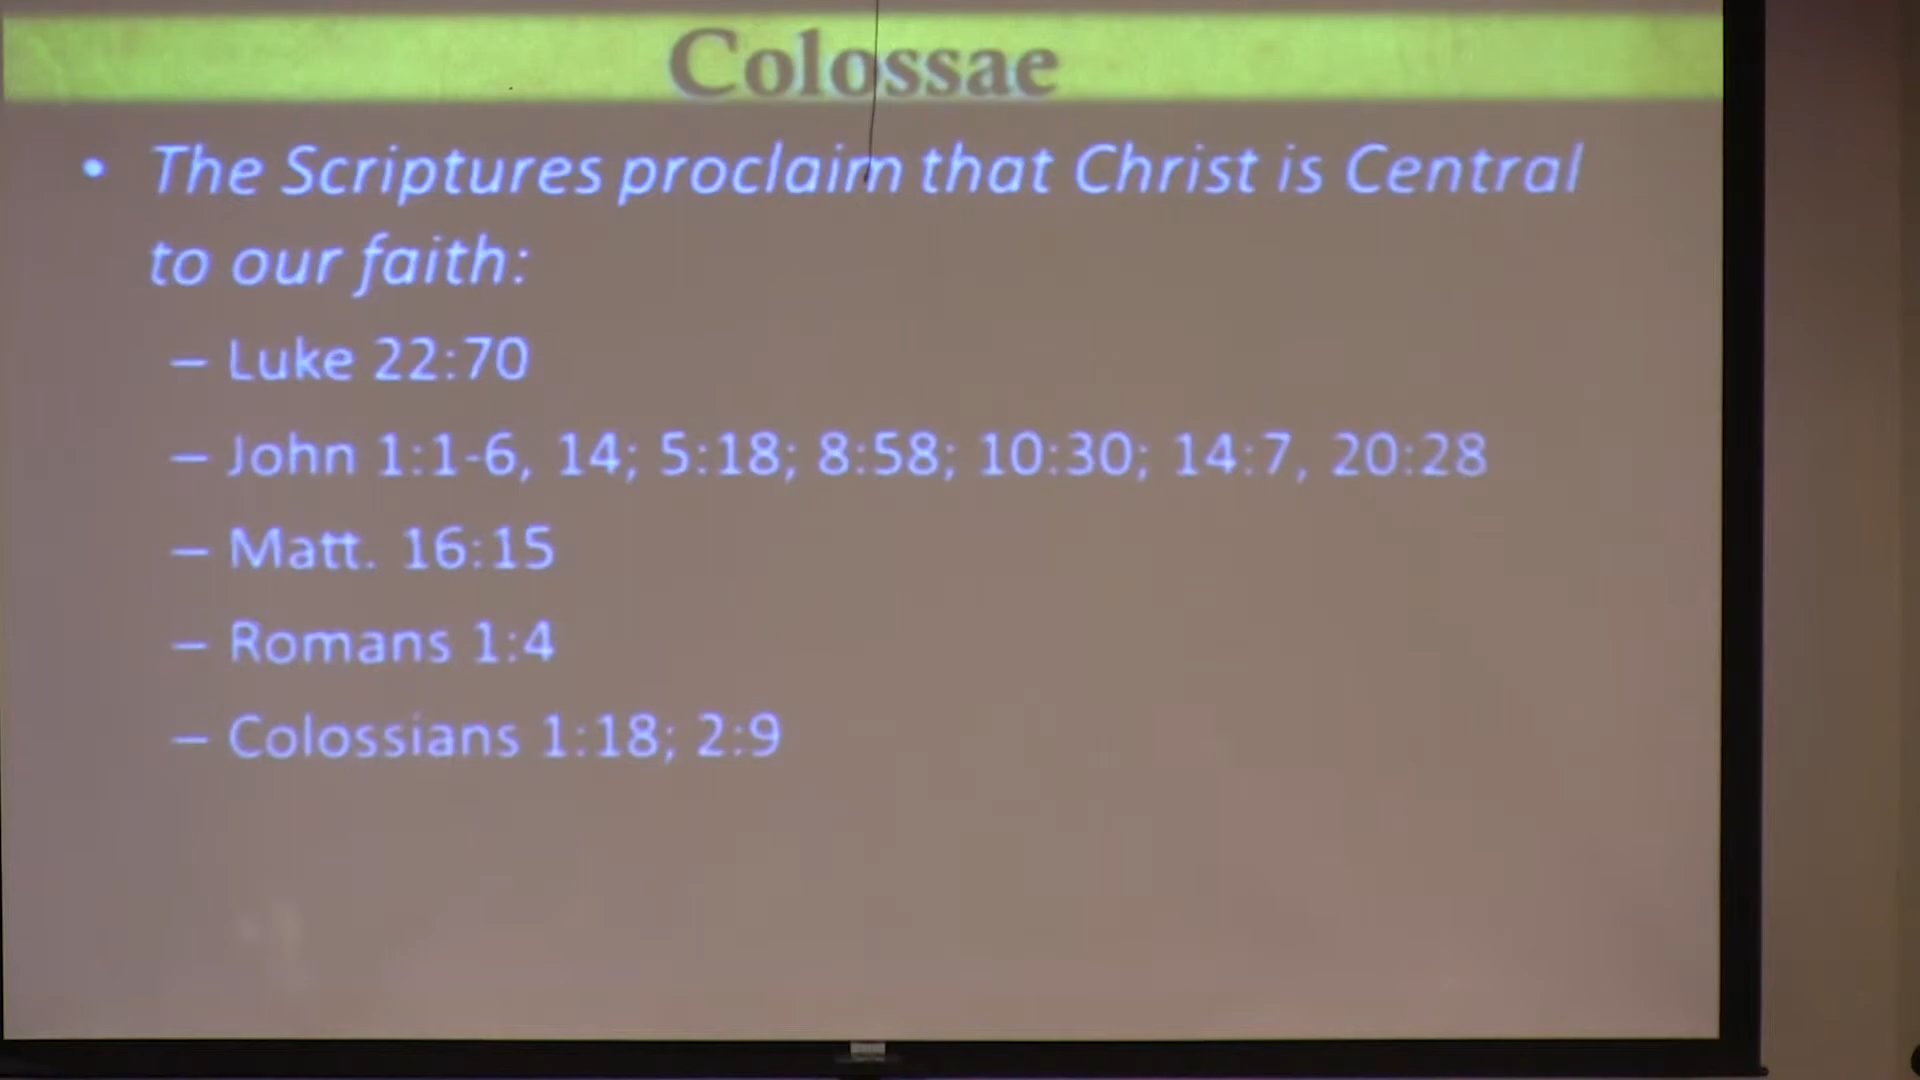 Colossae
• The Scriptures proclaim that Christ is Central
to our faith:
– Luke 22:70
– John 1:1-6, 14; 5:18; 8:58; 10:30; 14:7, 20:28
– Matt. 16:15
– Romans 1:4
– Colossians 1:18; 2:9